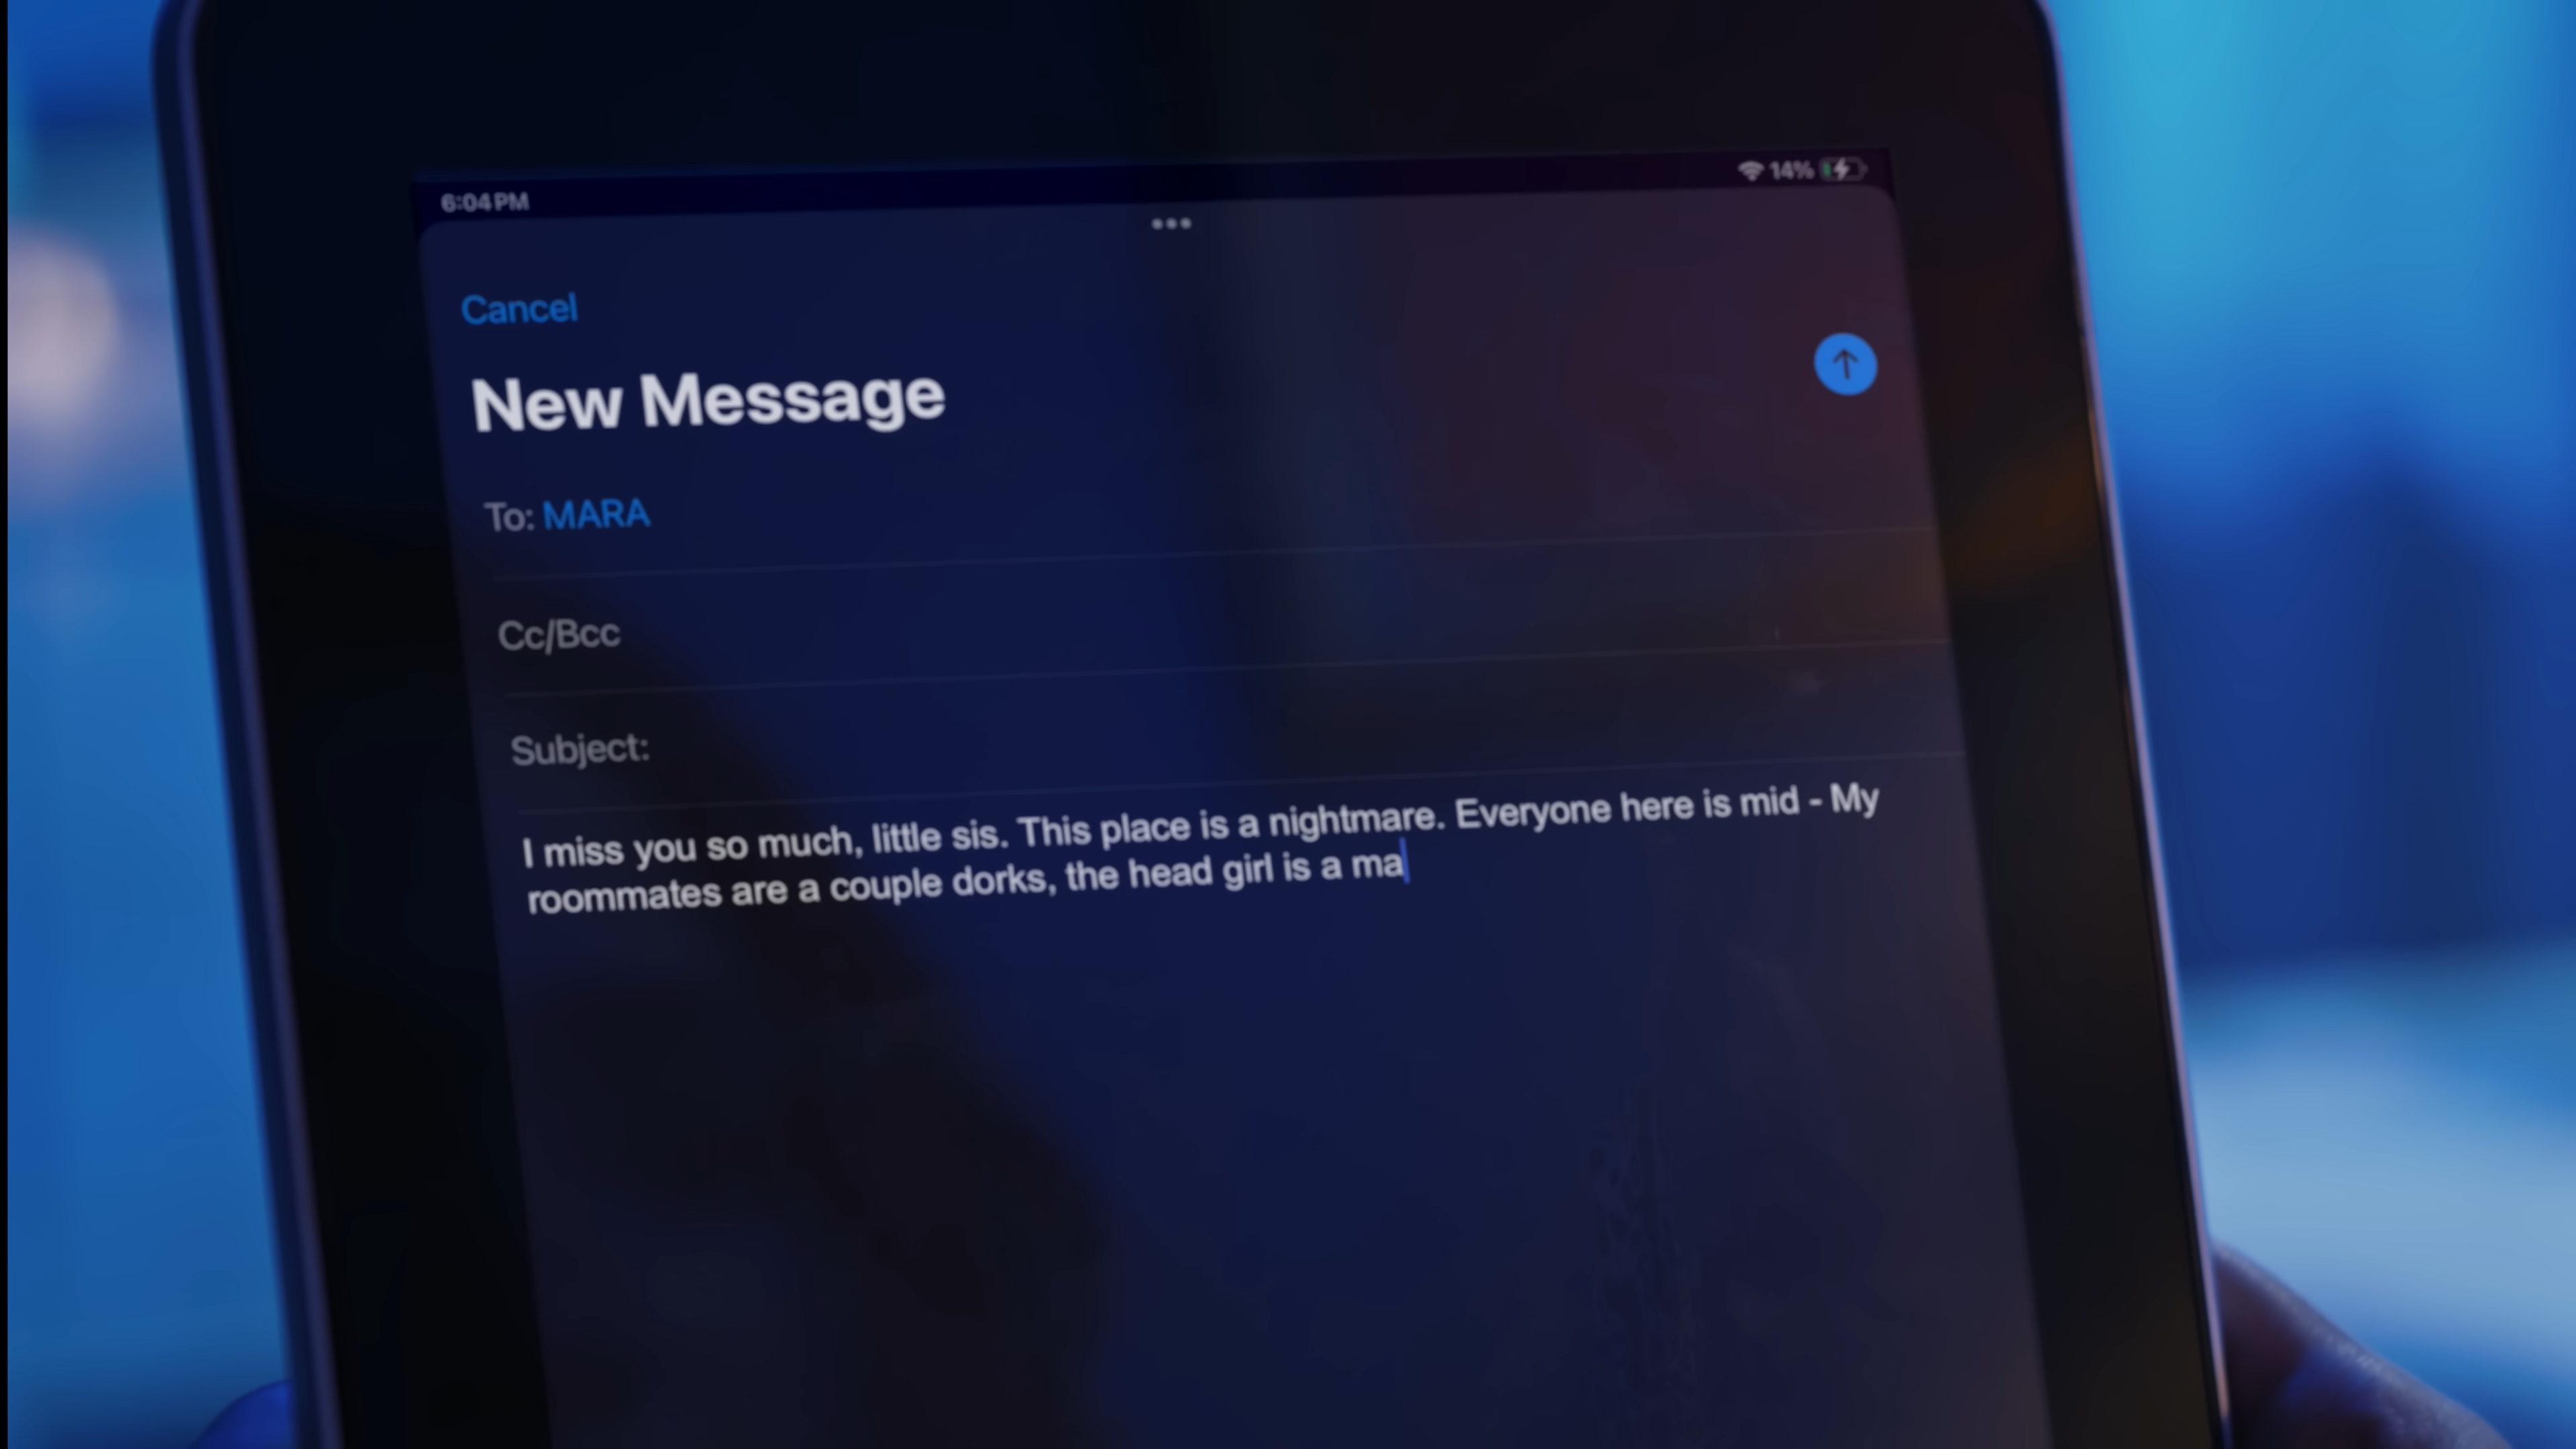 6:04 PM
14%
Cancel
New Message
To: MARA
Cc/Bcc
Subject:
I miss you so much, little sis. This place is a nightmare. Everyone here is mid - My
roommates are a couple dorks, the head girl is a ma